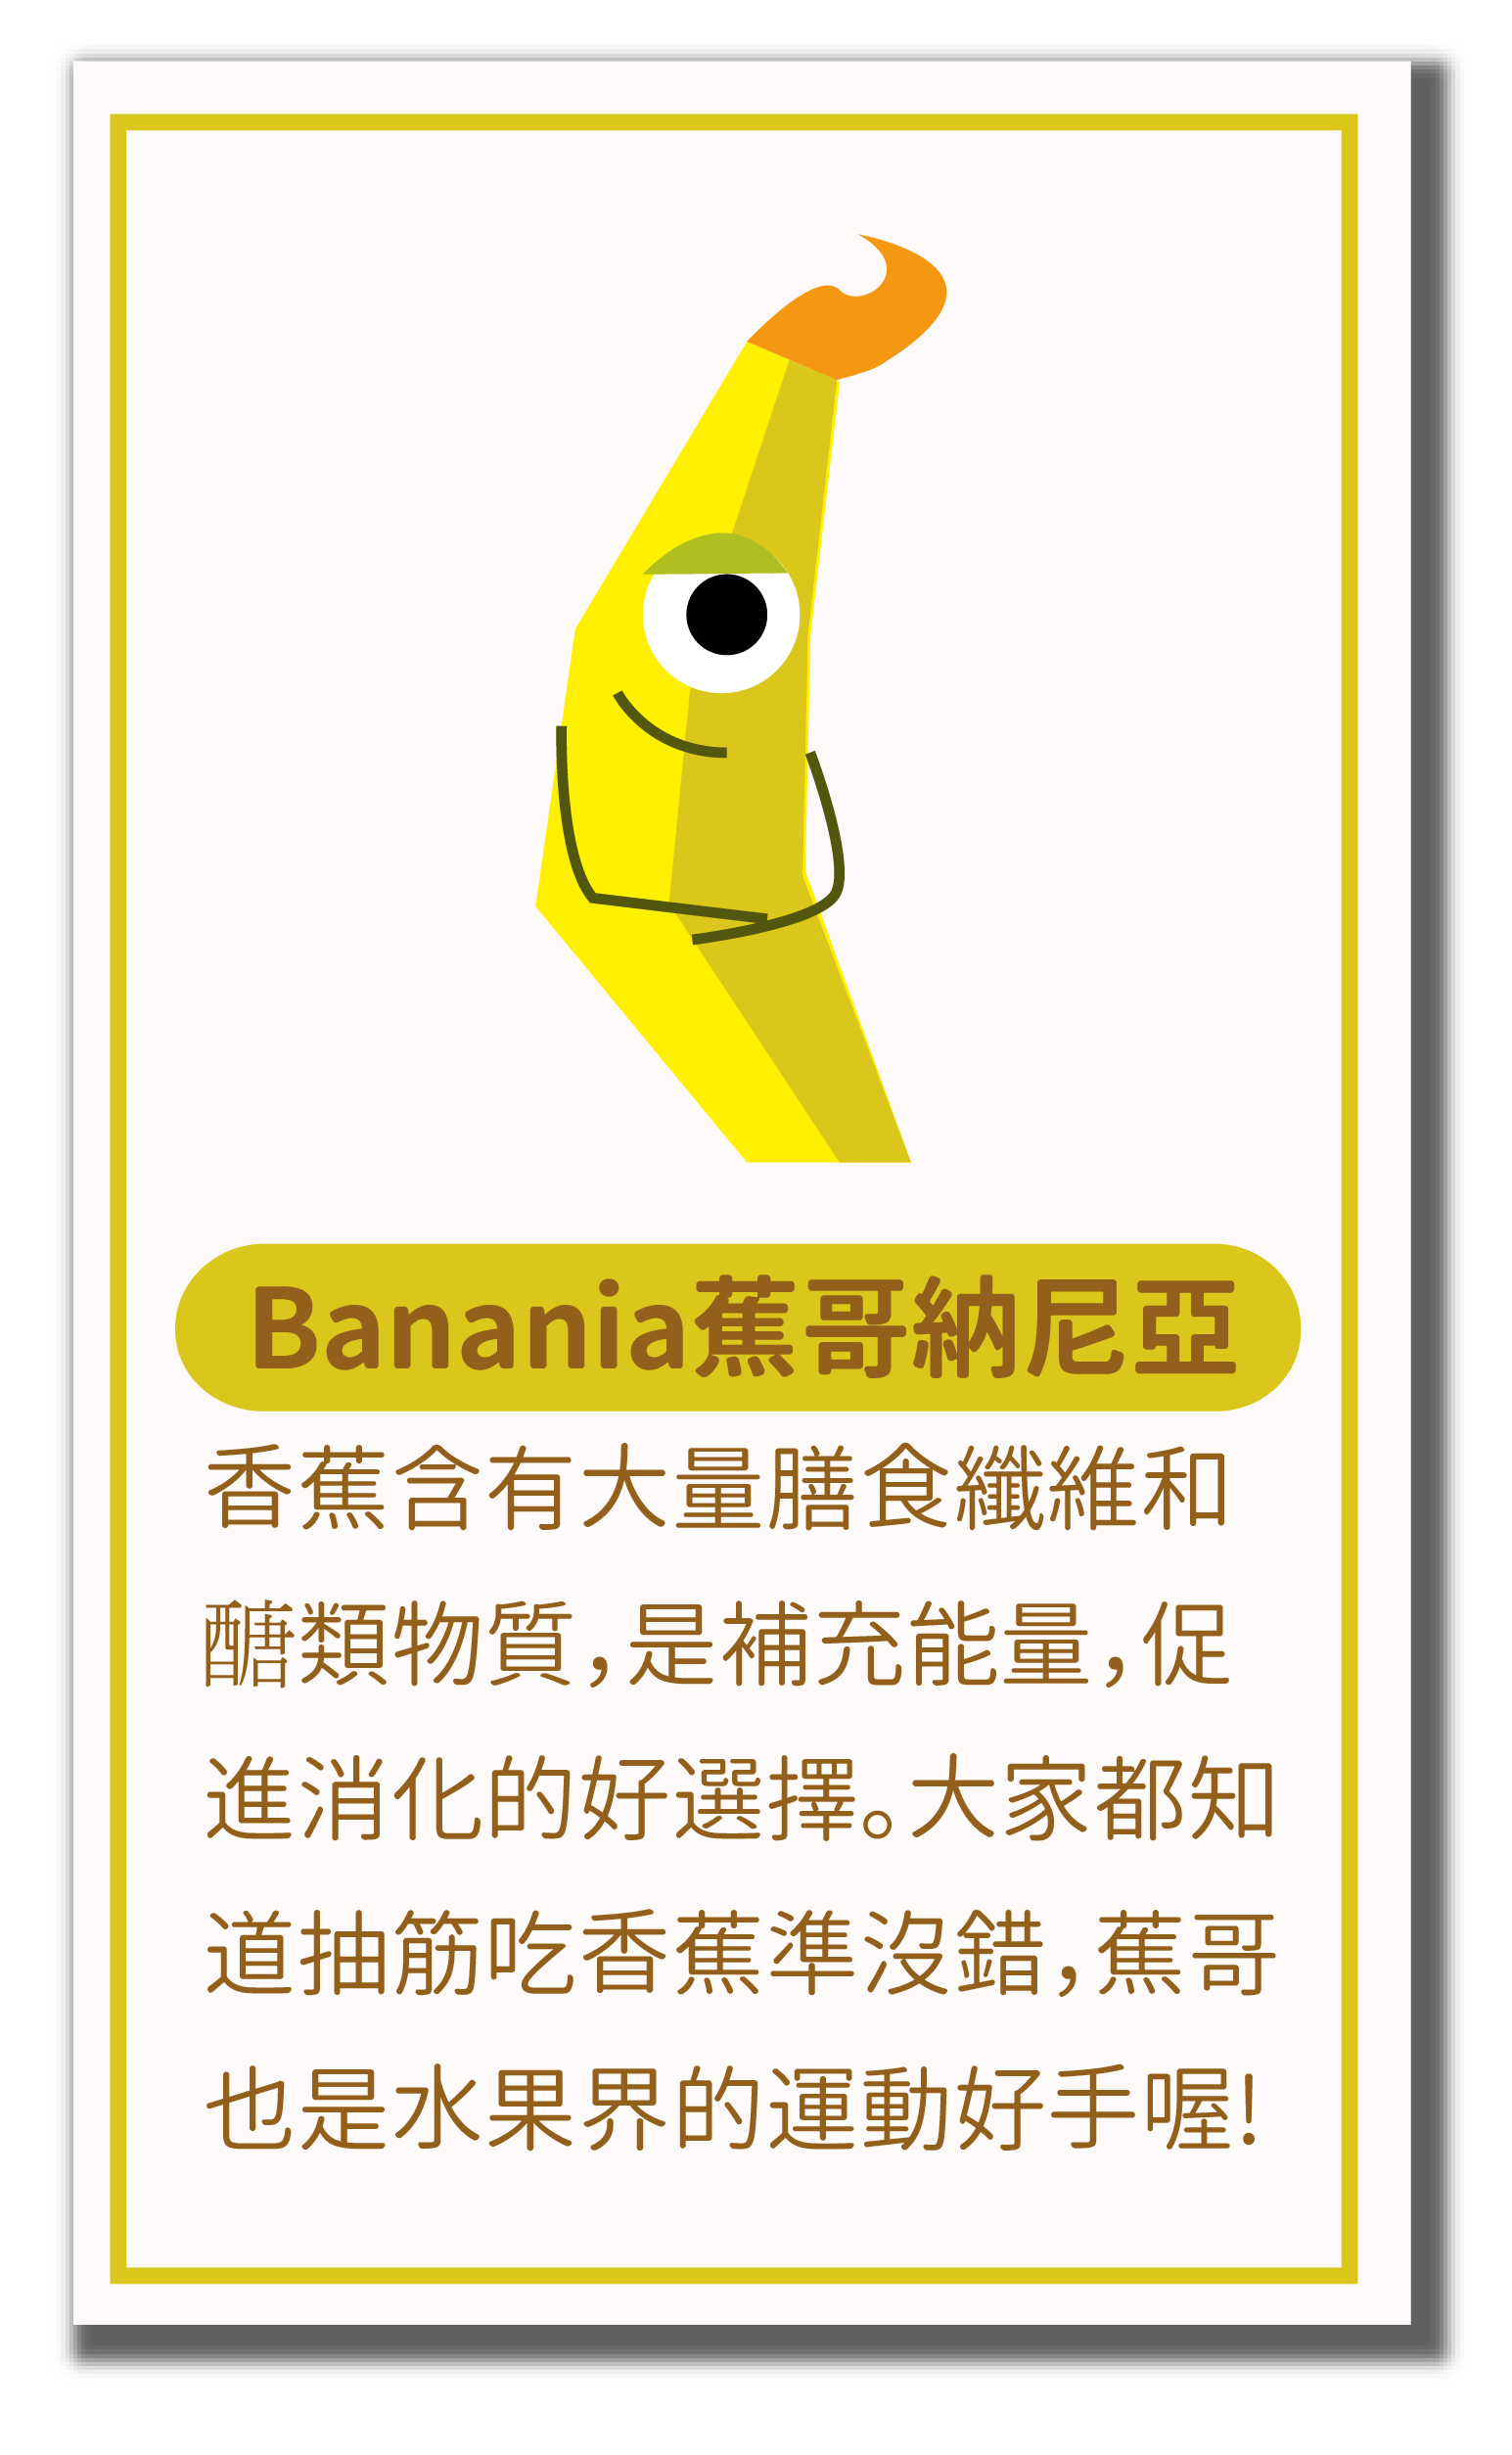 Banania蕉哥納尼亞
香蕉含有大量膳食纖維和
醣類物質，是補充能量，促
進消化的好選擇。大家都知
道抽筋吃香蕉準沒錯，蕉哥
也是水果界的運動好手喔！